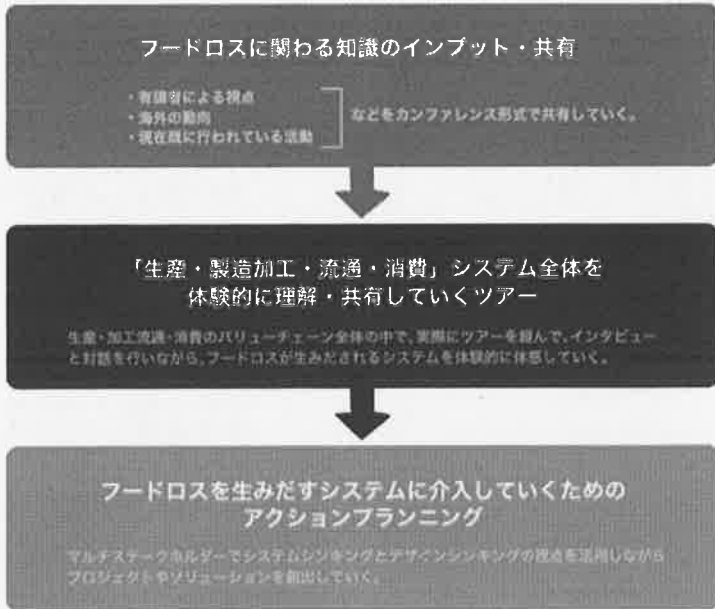 フードロスに関わる知識のインプット・共有
・有識者による視点
・海外の動向
・現在既に行われている活動
などをカンファレンス形式で共有していく。
「生産・製造加工・流通・消費」システム全体を
体験的に理解・共有していくツアー
生産・加工流通・消費のバリューチェーン全体の中で、実際にツアーを組んで、インタビュー
と対話を行いながら、フードロスが生みだされるシステムを体験的に体感していく。
フードロスを生みだすシステムに介入していくための
アクションプランニング
マルチステークホルダーでシステムシンキングとデザインシンキングの視点を活用しながら
プロジェクトやソリューションを創出していく。